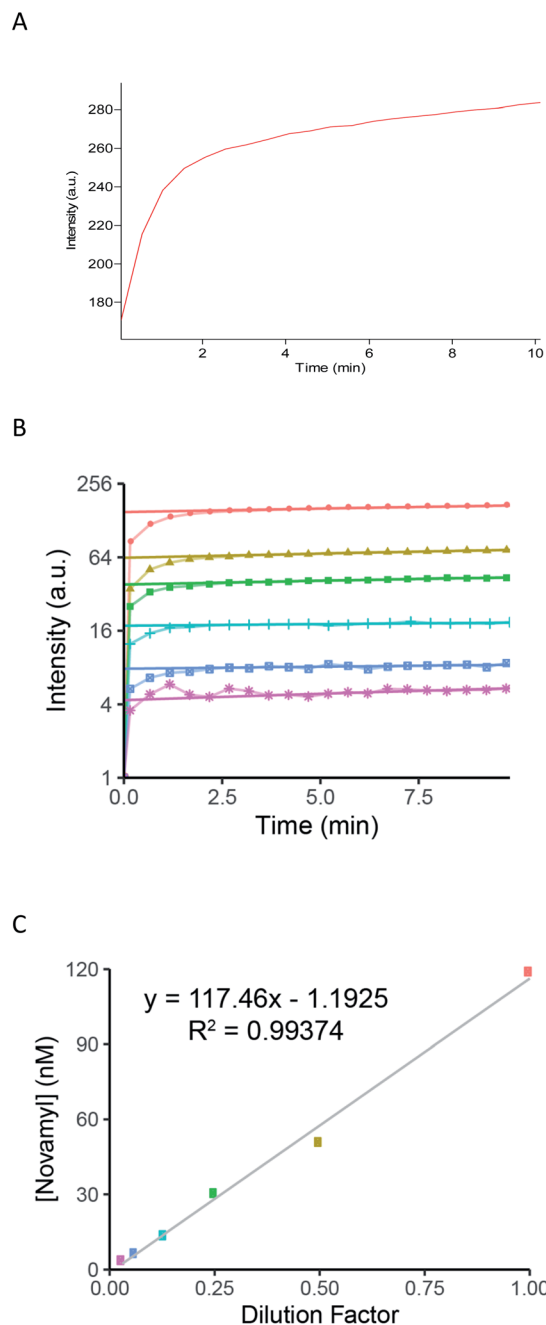 A
Intensity (a.u.)
280
260
240
220
200
180
2 4 6 8 10
Time (min)
B
Intensity (a.u.)
256
64
16
4
1
0.0 2.5 5.0 7.5
Time (min)
C
[Novamyl] (nM)
120
90
60
30
0
y = 117.46x - 1.1925
R² = 0.99374
0.00 0.25 0.50 0.75 1.00
Dilution Factor